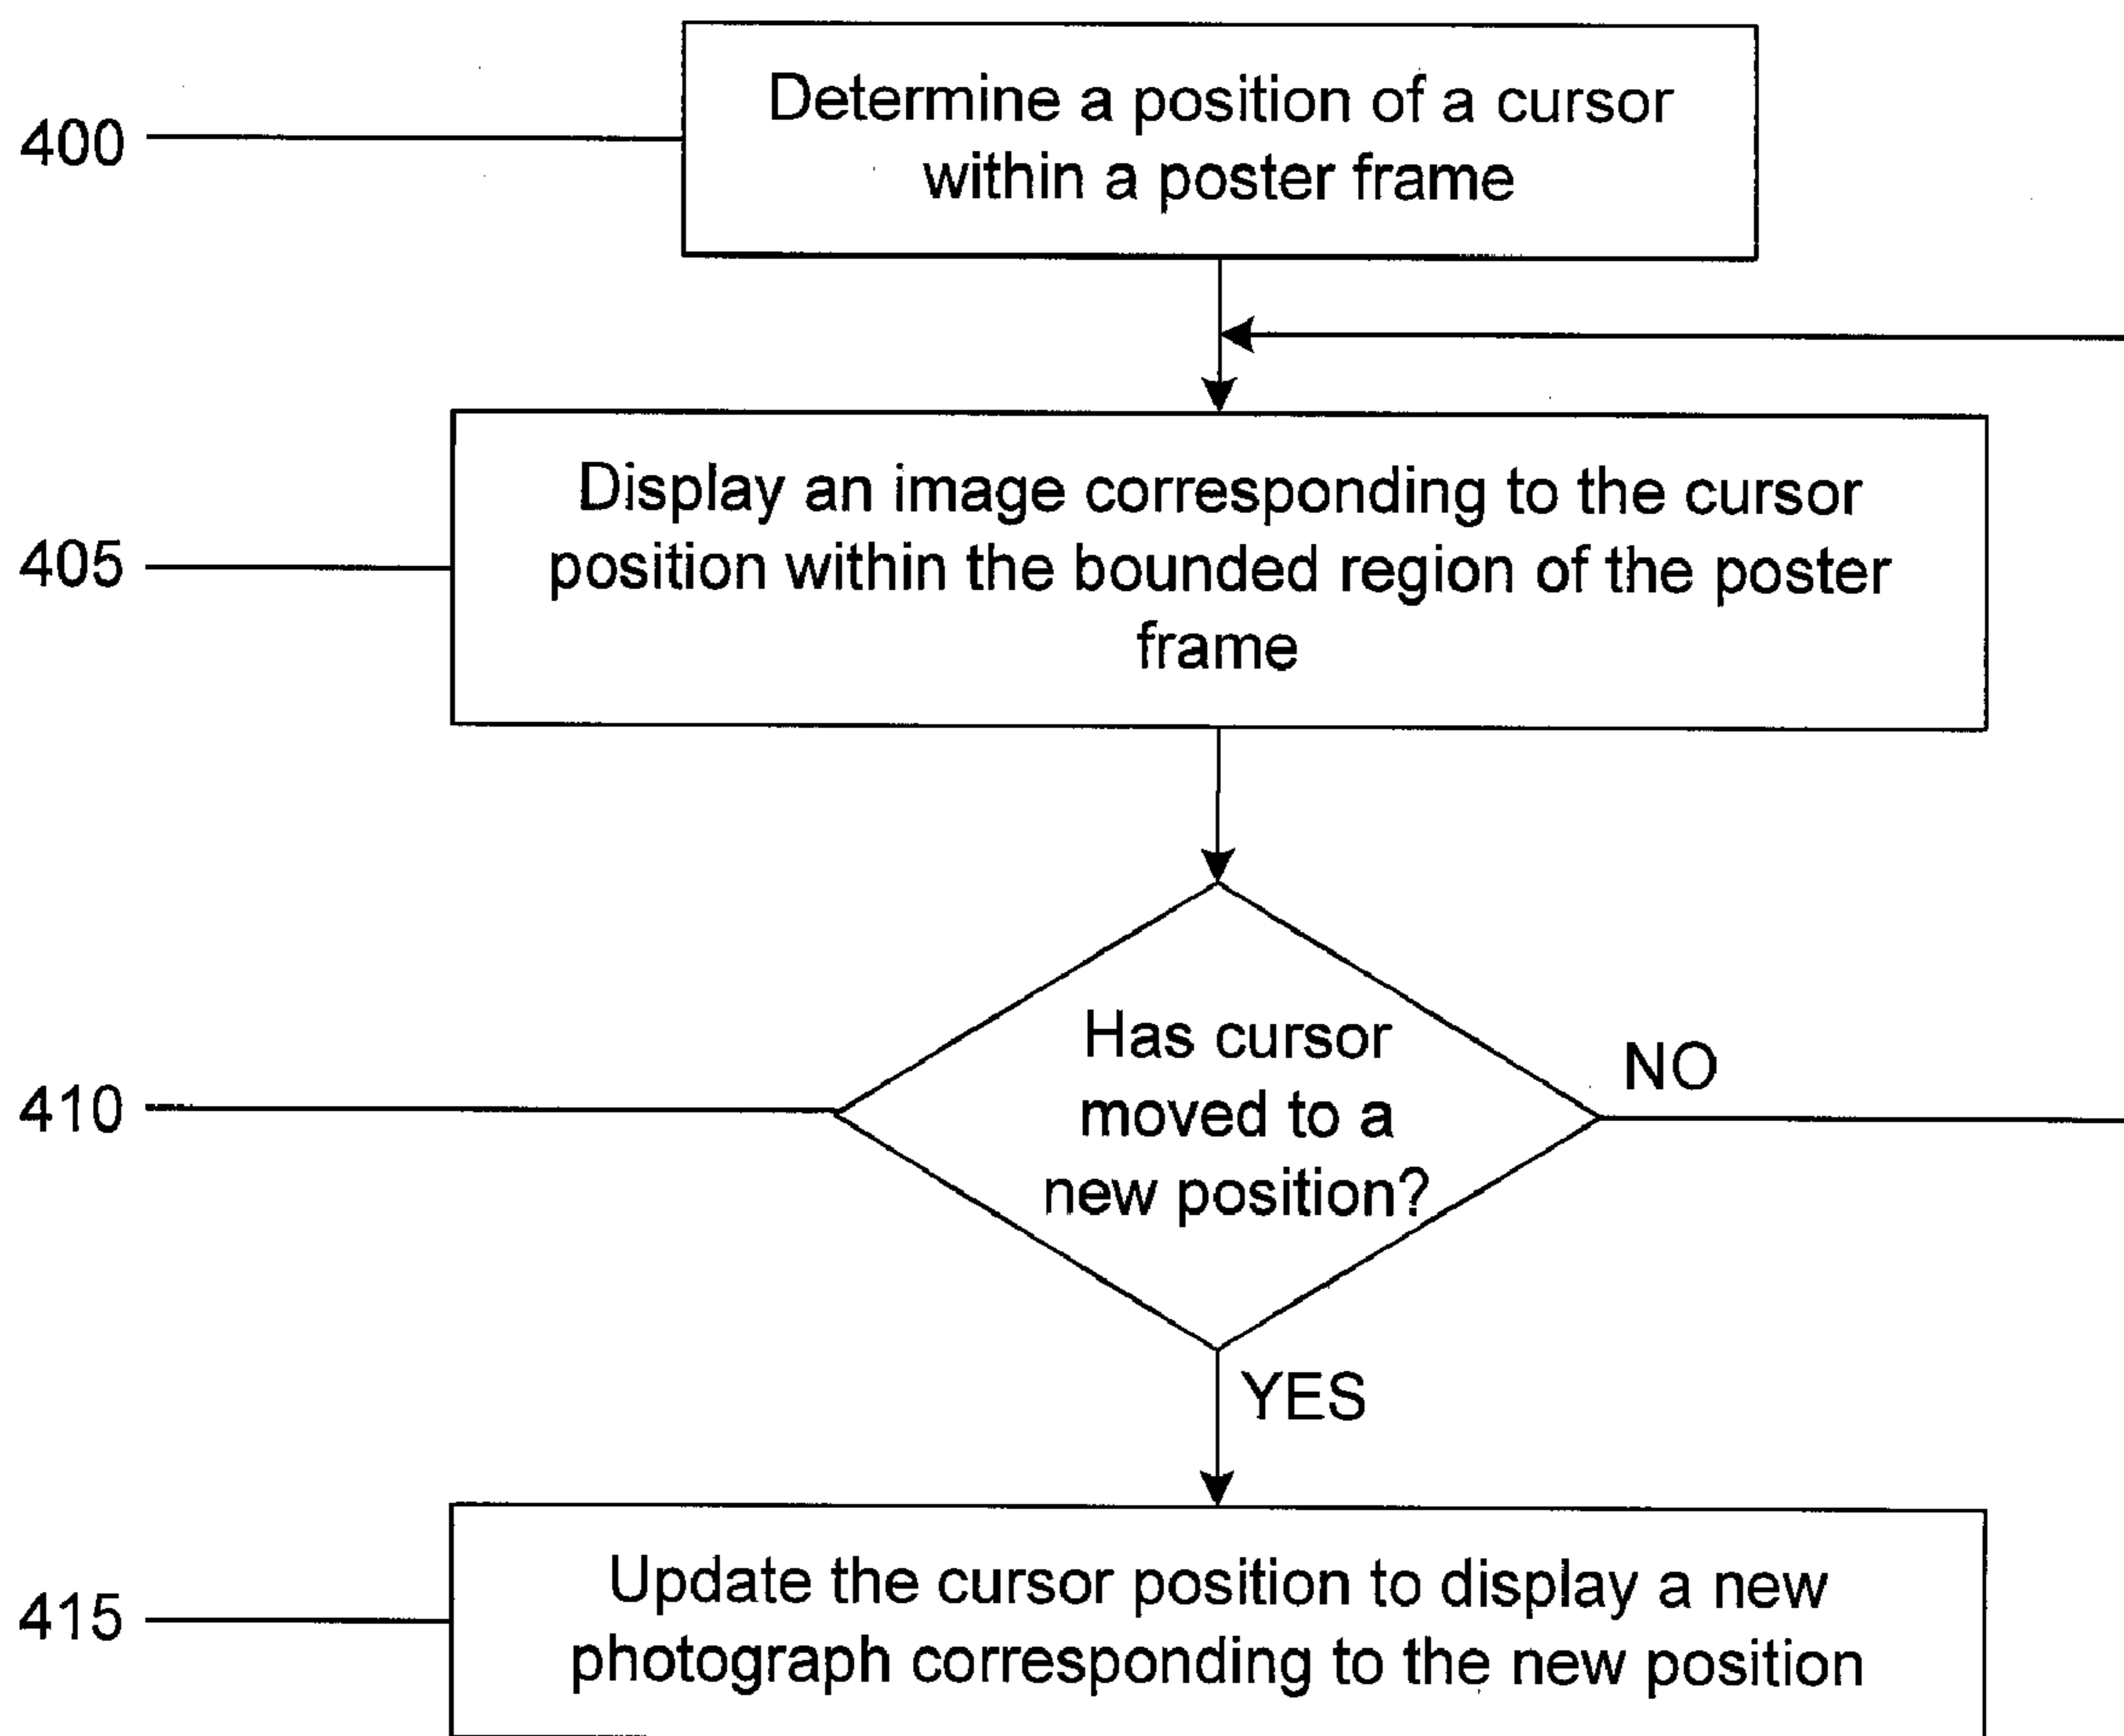 400
Determine a position of a cursor
within a poster frame
405
Display an image corresponding to the cursor
position within the bounded region of the poster
frame
410
Has cursor
moved to a
new position?
NO
YES
415
Update the cursor position to display a new
photograph corresponding to the new position